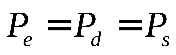 Pe = Pd = Ps